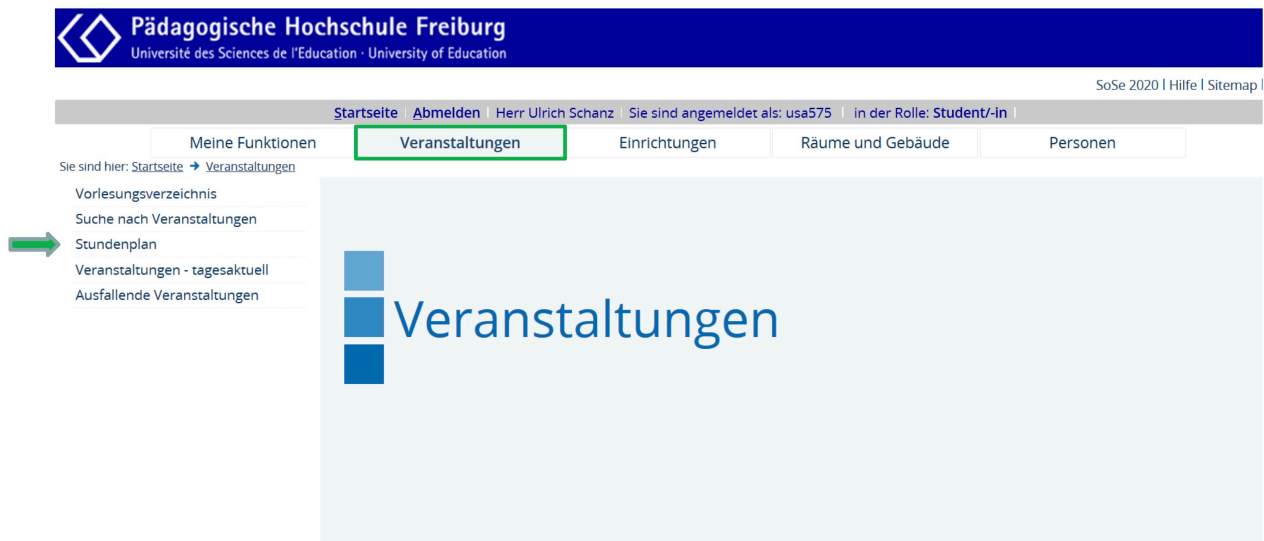 Pädagogische Hochschule Freiburg
Université des Sciences de l'Education · University of Education
SoSe 2020 | Hilfe | Sitemap |
Startseite | Abmelden | Herr Ulrich Schanz | Sie sind angemeldet als: usa575 | in der Rolle: Student/-in |
Meine Funktionen Veranstaltungen Einrichtungen Räume und Gebäude Personen
Sie sind hier: Startseite → Veranstaltungen
Vorlesungsverzeichnis
Suche nach Veranstaltungen
Stundenplan
Veranstaltungen - tagesaktuell
Ausfallende Veranstaltungen
Veranstaltungen